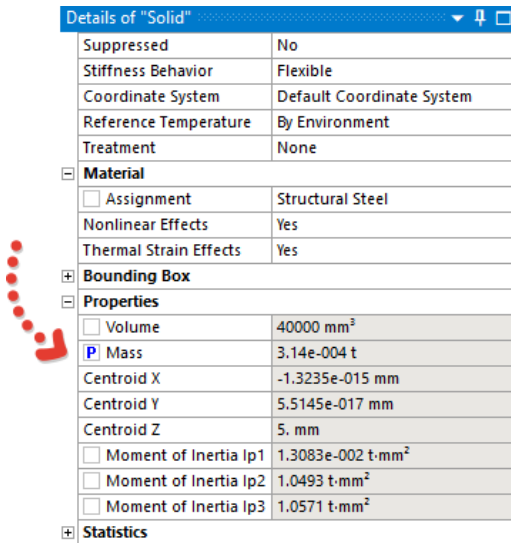 Details of "Solid"
Suppressed No
Stiffness Behavior Flexible
Coordinate System Default Coordinate System
Reference Temperature By Environment
Treatment None
Material
Assignment Structural Steel
Nonlinear Effects Yes
Thermal Strain Effects Yes
Bounding Box
Properties
Volume 40000 mm³
P Mass 3.14e-004 t
Centroid X -1.3235e-015 mm
Centroid Y 5.5145e-017 mm
Centroid Z 5. mm
Moment of Inertia Ip1 1.3083e-002 t·mm²
Moment of Inertia Ip2 1.0493 t·mm²
Moment of Inertia Ip3 1.0571 t·mm²
Statistics